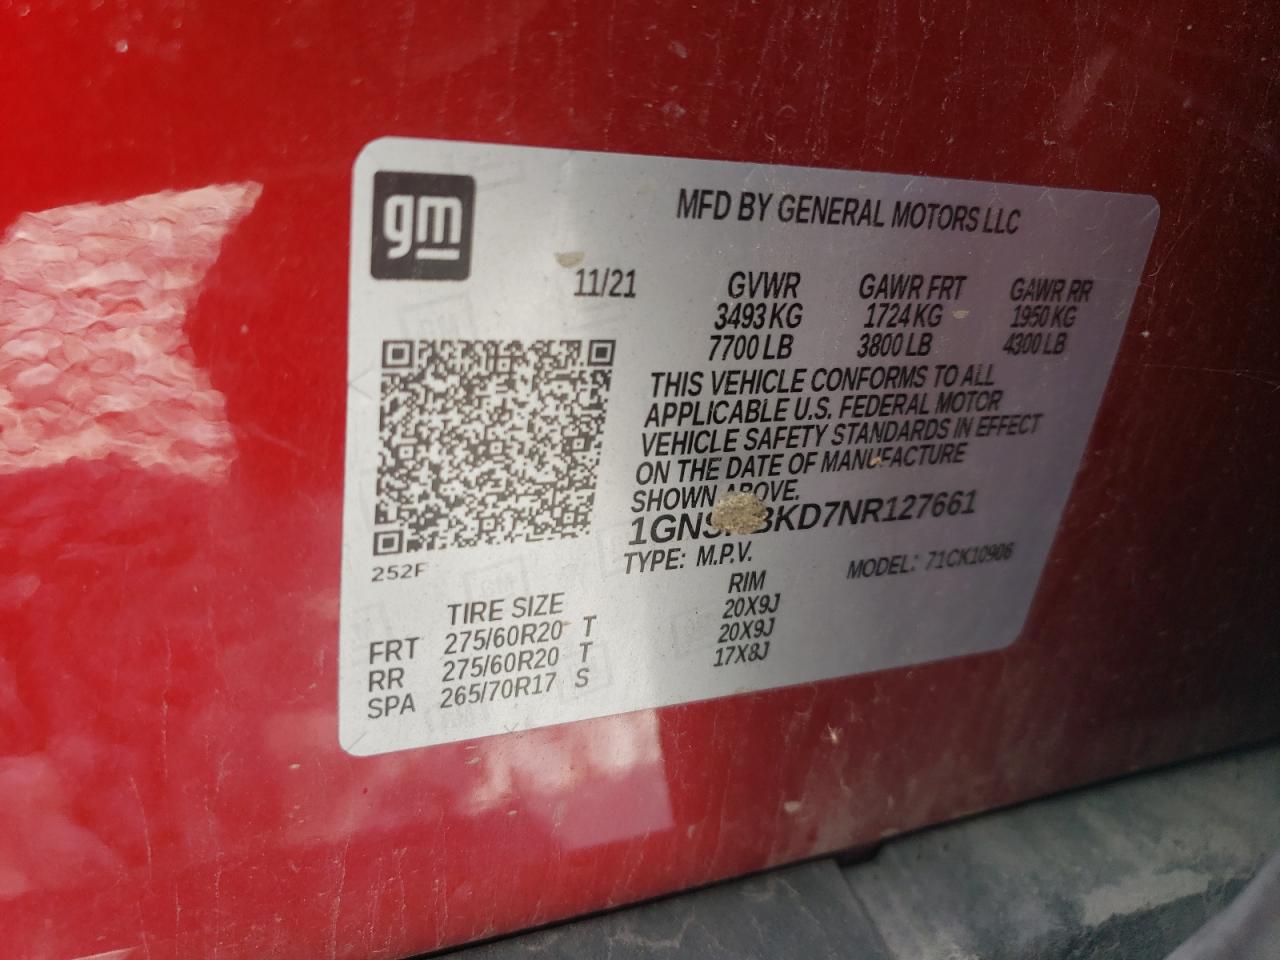 gm
MFD BY GENERAL MOTORS LLC
11/21 GVWR GAWR FRT GAWR RR
3493 KG 1724 KG 1950 KG
7700 LB 3800 LB 4300 LB
THIS VEHICLE CONFORMS TO ALL
APPLICABLE U.S. FEDERAL MOTOR
VEHICLE SAFETY STANDARDS IN EFFECT
ON THE DATE OF MANUFACTURE
SHOWN ABOVE.
252F
TYPE: M.P.V. MODEL: 71CK10906
TIRE SIZE RIM
FRT 275/60R20 T 20X9J
RR 275/60R20 T 20X9J
SPA 265/70R17 S 17X8J